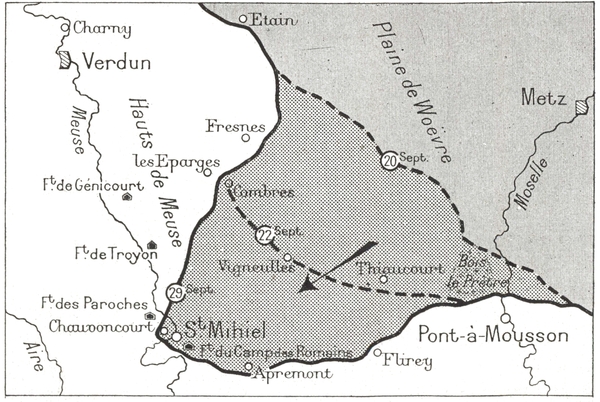 Etain
Charny
Verdun
Plaine de Woëvre
Metz
Meuse
Hauts de Meuse
Fresnes
20 Sept.
les Eparges
Moselle
Ft de Génicourt
Combres
22 Sept.
Ft de Troyon
Vigneulles
Thiaucourt
Bois
le Prêtre
29 Sept.
Ft des Paroches
Chauvoncourt
St Mihiel
Pont-à-Mousson
Aire
Ft du Camp des Romains
Flirey
Apremont